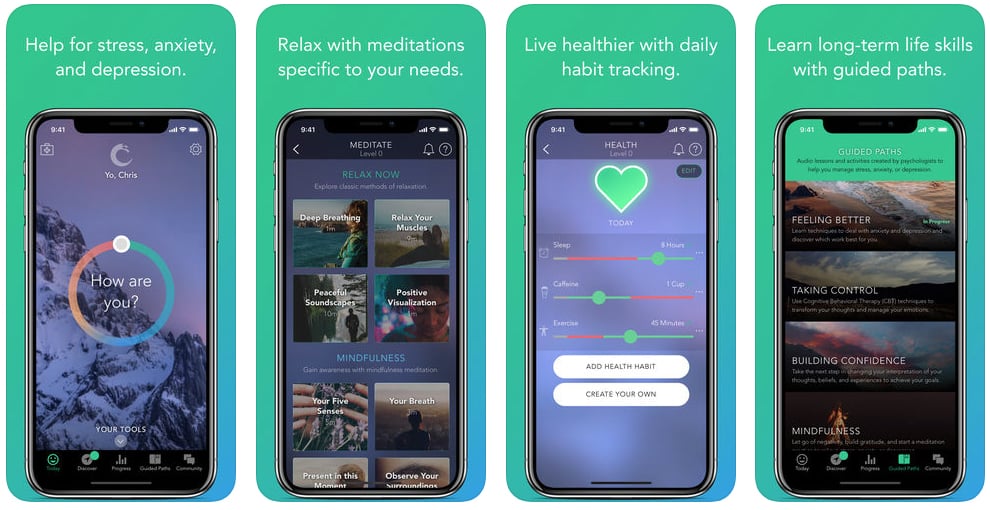 Help for stress, anxiety,
and depression.
9:41
Yo, Chris
How are
you?
YOUR TOOLS
Today
Discover
Progress
Guided Paths
Community
Relax with meditations
specific to your needs.
9:41
MEDITATE
Level 0
RELAX NOW
Explore classic methods of relaxation.
Deep Breathing
1m
Relax Your
Muscles
Peaceful
Soundscapes
10m
Positive
Visualization
MINDFULNESS
Gain awareness with mindfulness meditation
Your Five
Senses
5m
Your Breath
Present in this
Moment
Observe Your
Surroundings
Live healthier with daily
habit tracking.
9:41
HEALTH
Level 0
EDIT
TODAY
Sleep
8 Hours
Caffeine
1 Cup
Exercise
45 Minutes
ADD HEALTH HABIT
CREATE YOUR OWN
Learn long-term life skills
with guided paths.
9:41
GUIDED PATHS
Audio lessons and activities created by psychologists to
help you manage stress, anxiety, or depression.
FEELING BETTER
In Progress
Learn techniques to deal with anxiety and depression and
discover which work best for you.
TAKING CONTROL
Use Cognitive Behavioral Therapy (CBT) techniques to
transform your thoughts and manage your emotions.
BUILDING CONFIDENCE
Take the next step in changing your interpretation of your
thoughts, beliefs, and experiences to achieve your goals.
MINDFULNESS
Let go of negativity, build gratitude, and start a meditation
Today
Discover
Progress
Guided Paths
Community